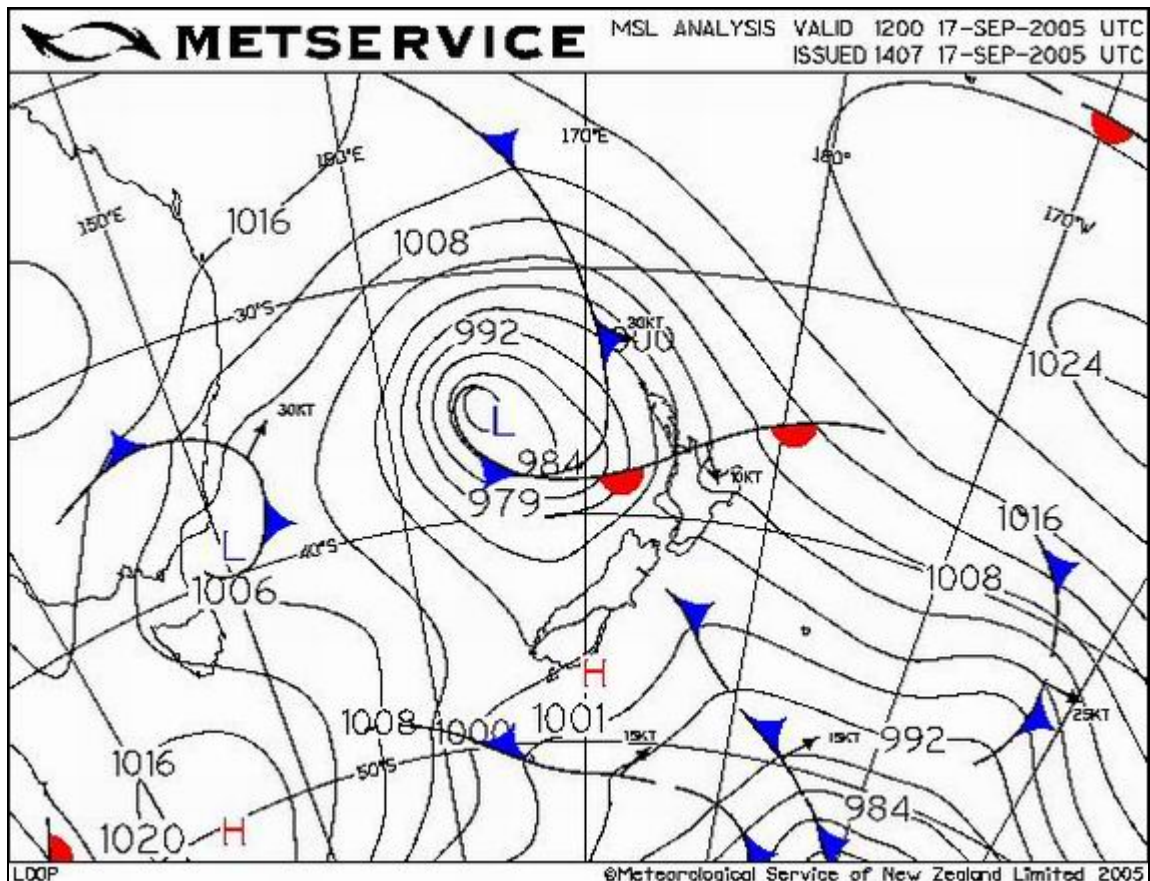 METSERVICE
MSL ANALYSIS VALID 1200 17-SEP-2005 UTC
ISSUED 1407 17-SEP-2005 UTC
170°E
160°E
180°
150°E
1016
170°W
1008
30°S
30KT
992
1024
L
30KT
984
979
10KT
1016
L
40°S
1006
1008
H
1008
1000
1001
25KT
15KT
15KT
992
1016
50°S
984
1020
H
LOOP
©Meteorological Service of New Zealand Limited 2005